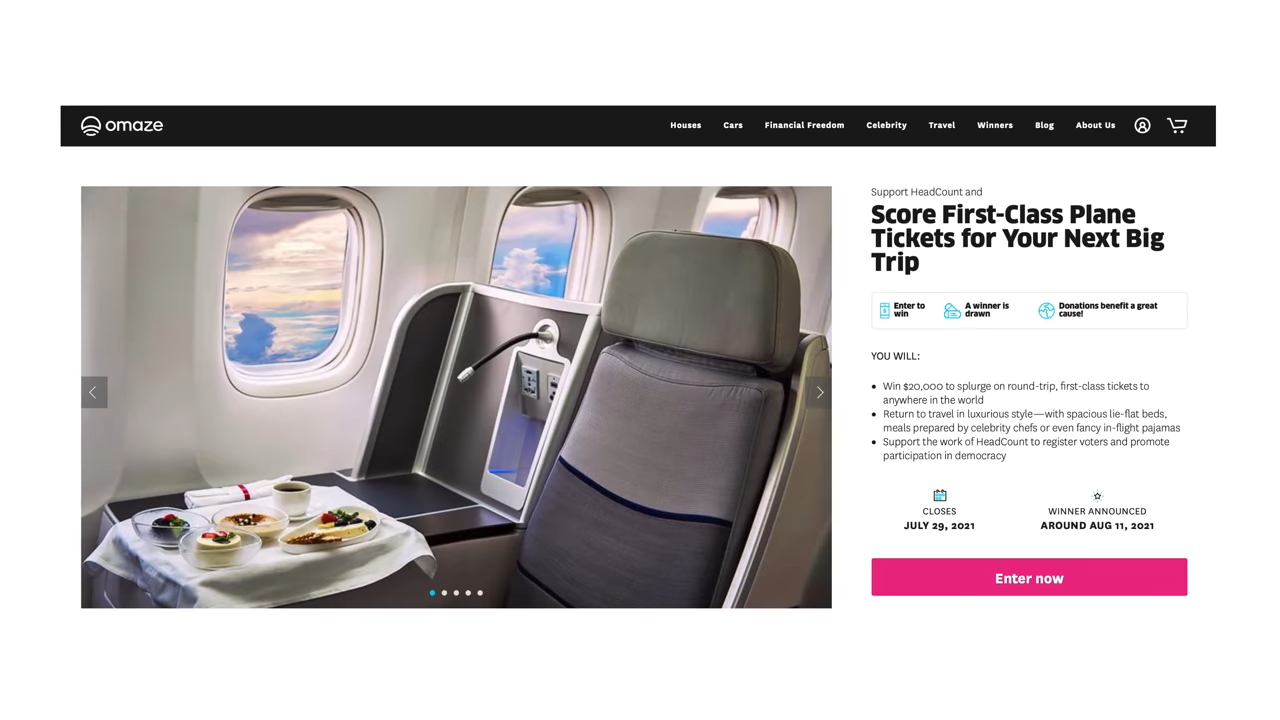 omaze
Houses
Cars
Financial Freedom
Celebrity
Travel
Winners
Blog
About Us
Support HeadCount and
Score First-Class Plane
Tickets for Your Next Big
Trip
Enter to
win
A winner is
drawn
Donations benefit a great
cause!
YOU WILL:
• Win $20,000 to splurge on round-trip, first-class tickets to
anywhere in the world
• Return to travel in luxurious style—with spacious lie-flat beds,
meals prepared by celebrity chefs or even fancy in-flight pajamas
• Support the work of HeadCount to register voters and promote
participation in democracy
CLOSES
JULY 29, 2021
WINNER ANNOUNCED
AROUND AUG 11, 2021
Enter now